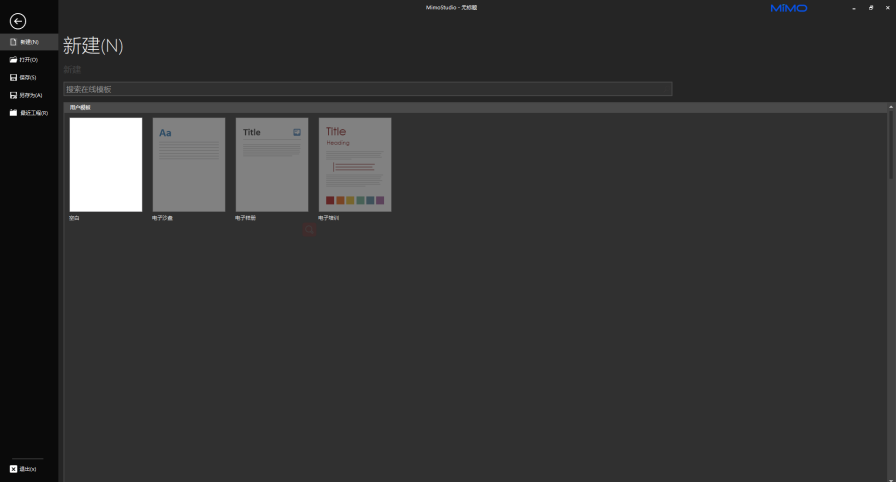 MimoStudio - 无标题
MIMO
新建(N)
打开(O)
保存(S)
另存为(A)
最近工程(R)
退出(x)
新建(N)
新建
搜索在线模板
用户模板
Aa
Title
Title
Heading
空白
电子沙盘
电子样册
电子培训